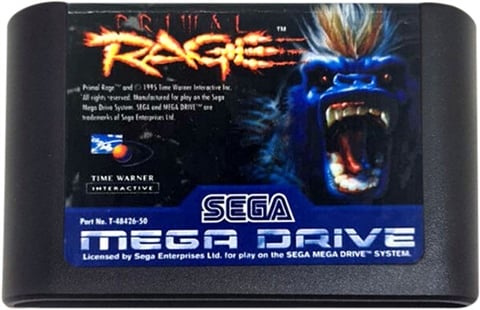 PRIMAL
RAGE™
Primal Rage™ and © 1995 Time Warner Interactive Inc.
All rights reserved. Manufactured for play on the Sega
Mega Drive System. SEGA and MEGA DRIVE™ are
trademarks of Sega Enterprises Ltd.
TIME WARNER
INTERACTIVE
SEGA
Part No. T-48426-50
MEGA DRIVE
Licensed by Sega Enterprises Ltd. for play on the SEGA MEGA DRIVE™ SYSTEM.